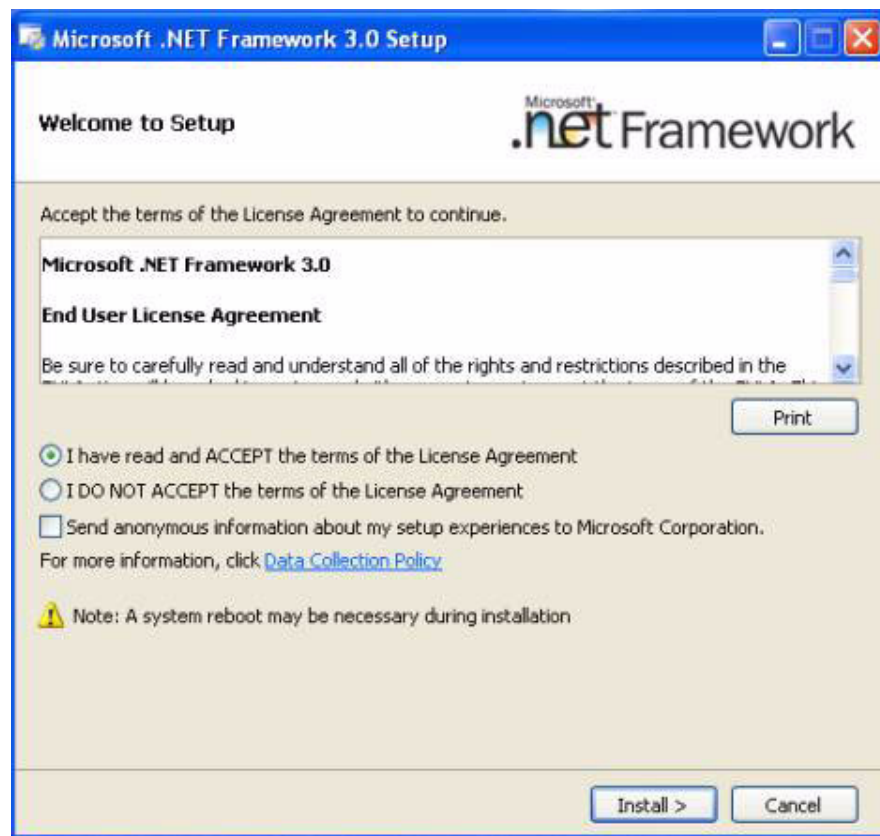 Microsoft .NET Framework 3.0 Setup
Welcome to Setup
Microsoft
.net Framework
Accept the terms of the License Agreement to continue.
Microsoft .NET Framework 3.0
End User License Agreement
Be sure to carefully read and understand all of the rights and restrictions described in the
Print
I have read and ACCEPT the terms of the License Agreement
I DO NOT ACCEPT the terms of the License Agreement
Send anonymous information about my setup experiences to Microsoft Corporation.
For more information, click Data Collection Policy
Note: A system reboot may be necessary during installation
Install >
Cancel